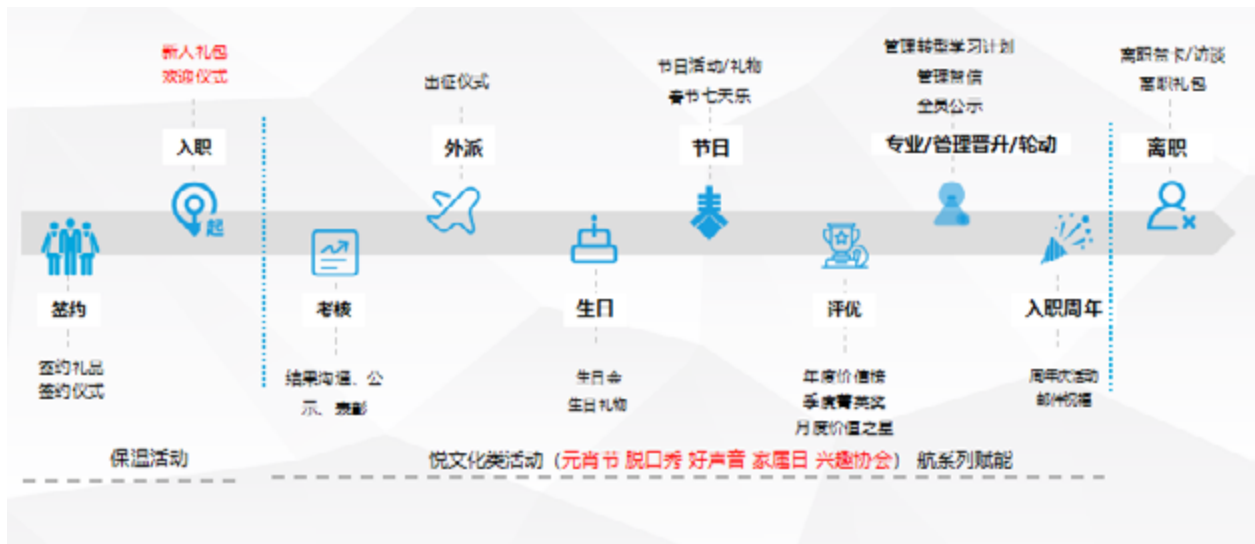 新人礼包
欢迎仪式
入职
起
签约
签约礼品
签约仪式
考核
结果沟通、公
示、表彰
出征仪式
外派
生日
生日会
生日礼物
节日活动/礼物
春节七天乐
节日
春
评优
年度价值榜
季度菁英奖
月度价值之星
管理转型学习计划
管理贺信
全员公示
专业/管理晋升/轮动
入职周年
周年庆活动
邮件祝福
离职贺卡/访谈
离职礼包
离职
保温活动
悦文化类活动（元肖节 脱口秀 好声音 家属日 兴趣协会） 航系列赋能